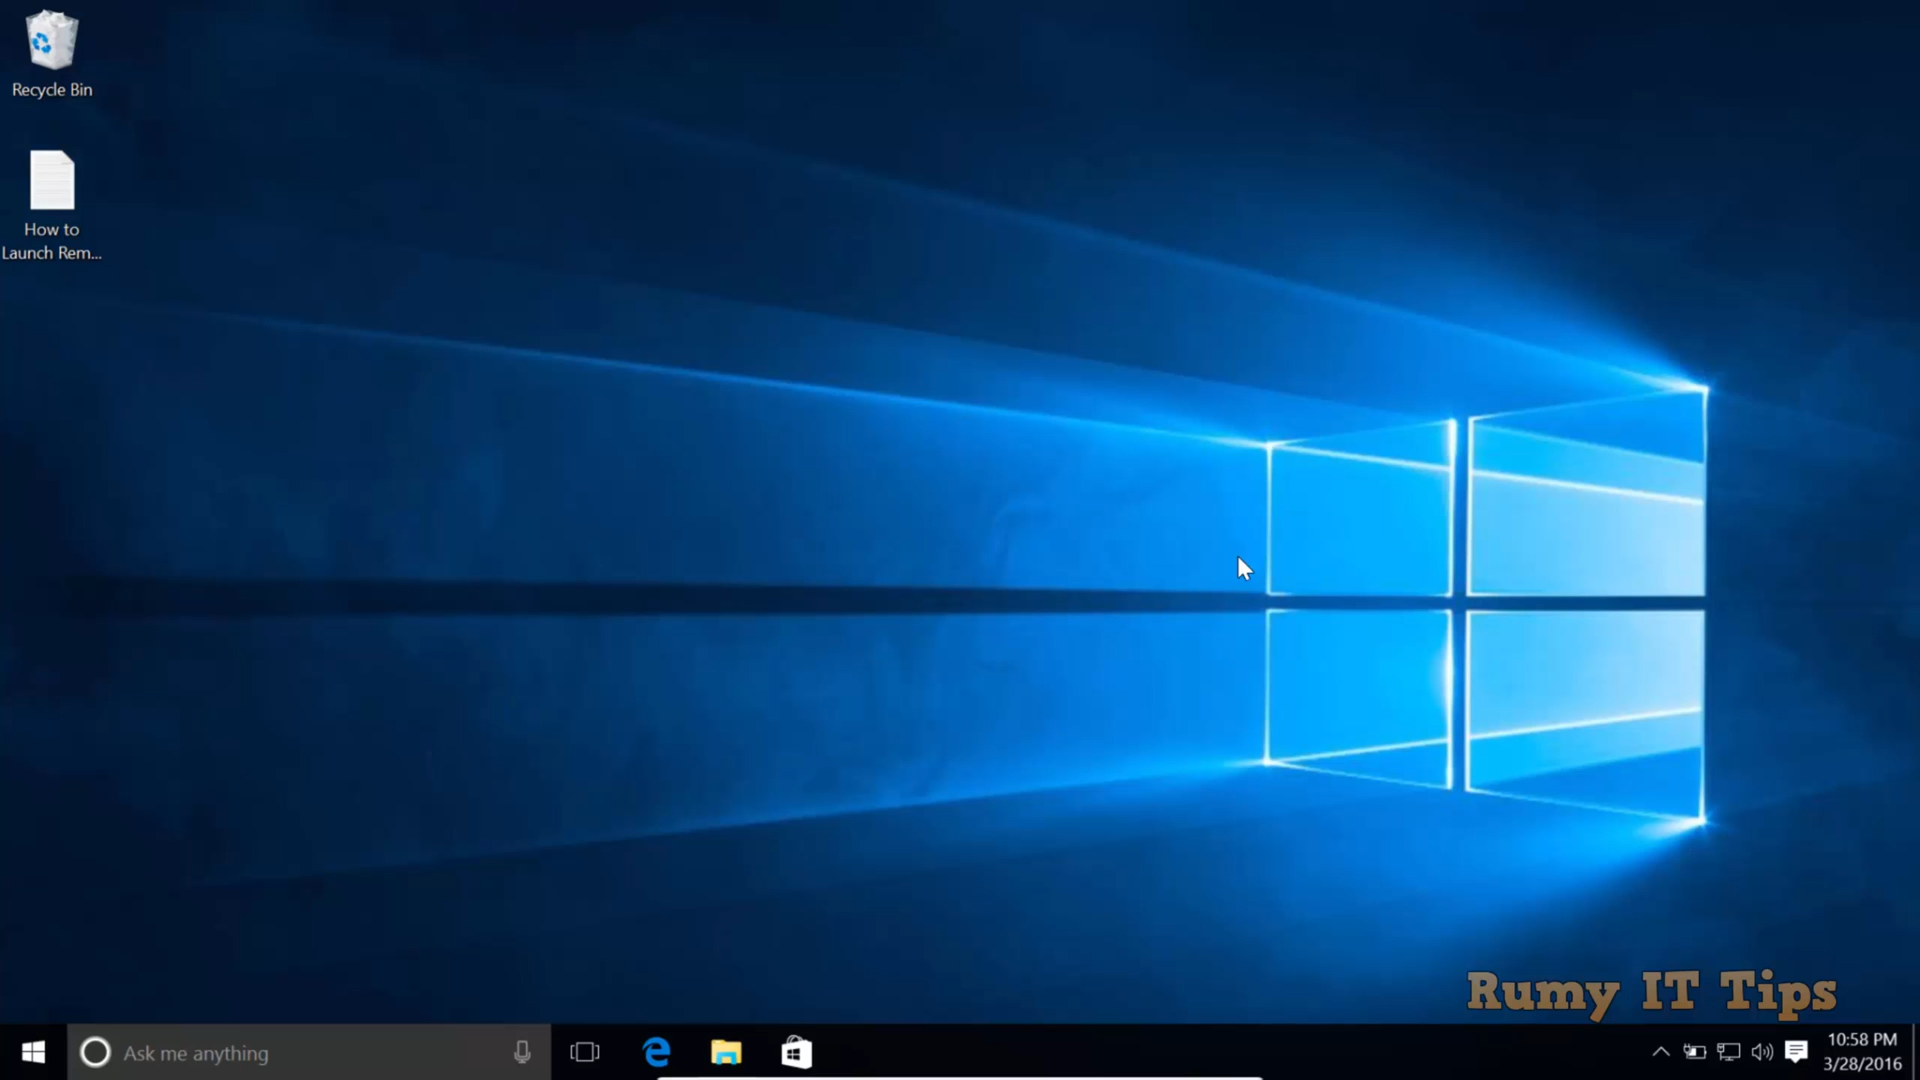 Recycle Bin
How to
Launch Rem...
Rumy IT Tips
Ask me anything
10:58 PM
3/28/2016